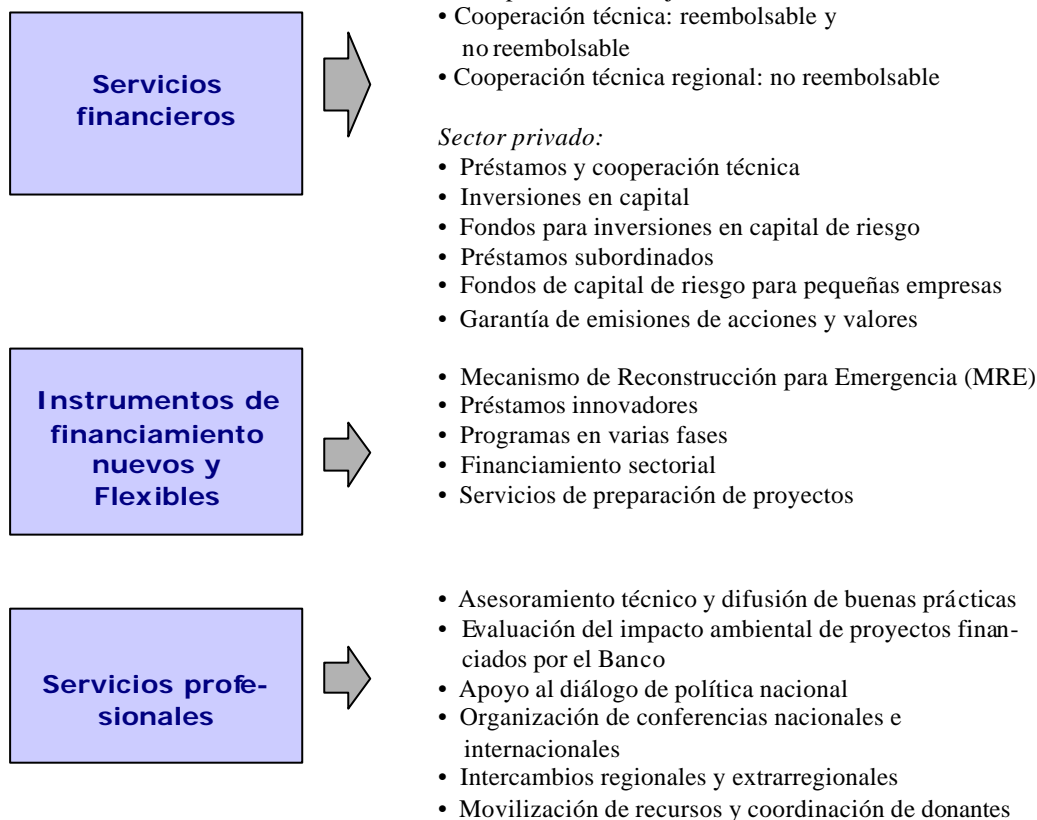 • Cooperación técnica: reembolsable y
no reembolsable
• Cooperación técnica regional: no reembolsable
Servicios
financieros
Sector privado:
• Préstamos y cooperación técnica
• Inversiones en capital
• Fondos para inversiones en capital de riesgo
• Préstamos subordinados
• Fondos de capital de riesgo para pequeñas empresas
• Garantía de emisiones de acciones y valores
Instrumentos de
financiamiento
nuevos y
Flexibles
• Mecanismo de Reconstrucción para Emergencia (MRE)
• Préstamos innovadores
• Programas en varias fases
• Financiamiento sectorial
• Servicios de preparación de proyectos
Servicios profe-
sionales
• Asesoramiento técnico y difusión de buenas prácticas
• Evaluación del impacto ambiental de proyectos finan-
ciados por el Banco
• Apoyo al diálogo de política nacional
• Organización de conferencias nacionales e
internacionales
• Intercambios regionales y extrarregionales
• Movilización de recursos y coordinación de donantes